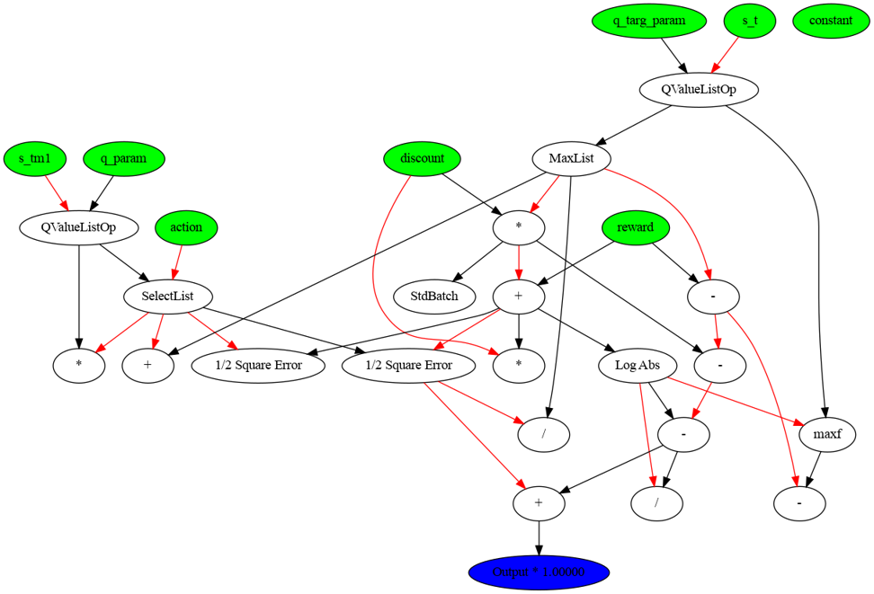 q_targ_param
s_t
constant
QValueListOp
s_tm1
q_param
discount
MaxList
QValueListOp
action
*
reward
SelectList
StdBatch
+
-
*
+
1/2 Square Error
1/2 Square Error
*
Log Abs
-
/
-
maxf
+
/
-
Output * 1.00000